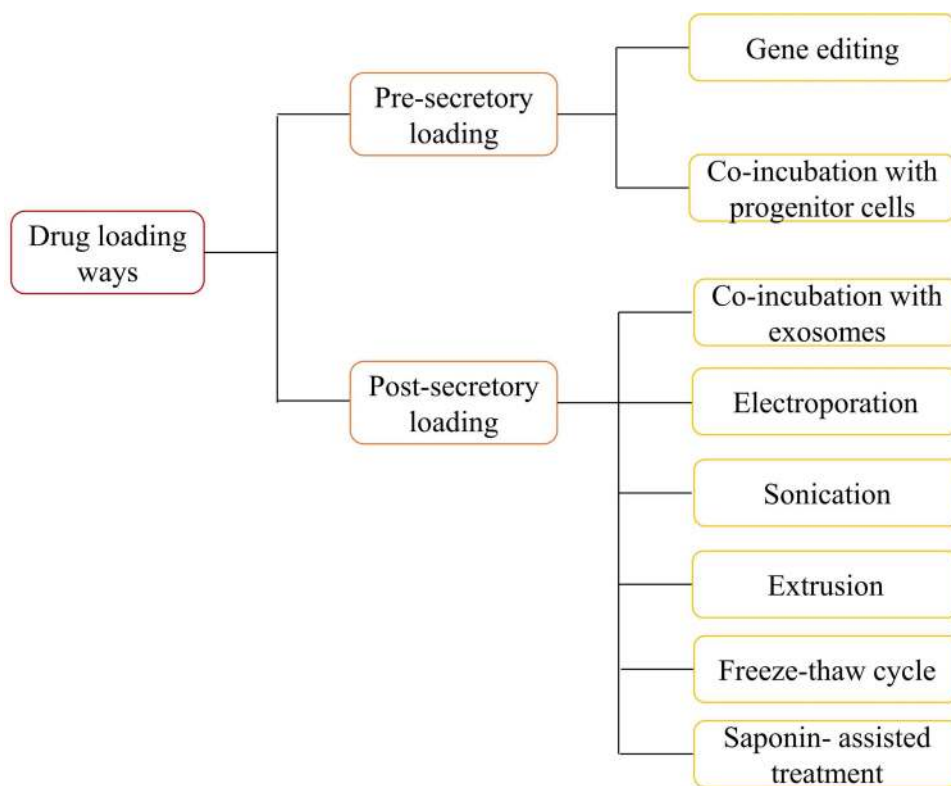 Drug loading
ways
Pre-secretory
loading
Gene editing
Co-incubation with
progenitor cells
Post-secretory
loading
Co-incubation with
exosomes
Electroporation
Sonication
Extrusion
Freeze-thaw cycle
Saponin- assisted
treatment